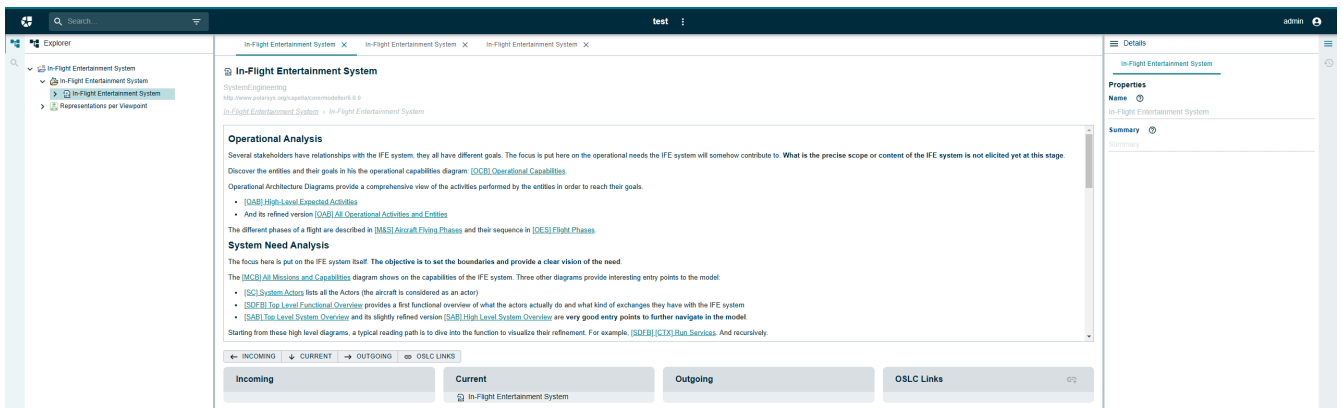 Search...
test
admin
Explorer
In-Flight Entertainment System
In-Flight Entertainment System
In-Flight Entertainment System
Representations per Viewpoint
In-Flight Entertainment System In-Flight Entertainment System In-Flight Entertainment System
In-Flight Entertainment System
SystemEngineering
http://www.polarsys.org/capella/core/modeller/6.0.0
In-Flight Entertainment System › In-Flight Entertainment System
Operational Analysis
Several stakeholders have relationships with the IFE system, they all have different goals. The focus is put here on the operational needs the IFE system will somehow contribute to. What is the precise scope or content of the IFE system is not elicited yet at this stage.
Discover the entities and their goals in his the operational capabilities diagram: [OCB] Operational Capabilities.
Operational Architecture Diagrams provide a comprehensive view of the activities performed by the entities in order to reach their goals.
• [OAB] High-Level Expected Activities
• And its refined version [OAB] All Operational Activities and Entities
The different phases of a flight are described in [M&S] Aircraft Flying Phases and their sequence in [OES] Flight Phases.
System Need Analysis
The focus here is put on the IFE system itself. The objective is to set the boundaries and provide a clear vision of the need.
The [MCB] All Missions and Capabilities diagram shows on the capabilities of the IFE system. Three other diagrams provide interesting entry points to the model:
• [SC] System Actors lists all the Actors (the aircraft is considered as an actor)
• [SDFB] Top Level Functional Overview provides a first functional overview of what the actors actually do and what kind of exchanges they have with the IFE system
• [SAB] Top Level System Overview and its slightly refined version [SAB] High Level System Overview are very good entry points to further navigate in the model.
Starting from these high level diagrams, a typical reading path is to dive into the function to visualize their refinement. For example, [SDFB] [CTX] Run Services. And recursively.
INCOMING CURRENT OUTGOING OSLC LINKS
Incoming Current Outgoing OSLC Links
In-Flight Entertainment System
Details
In-Flight Entertainment System
Properties
Name
In-Flight Entertainment System
Summary
Summary